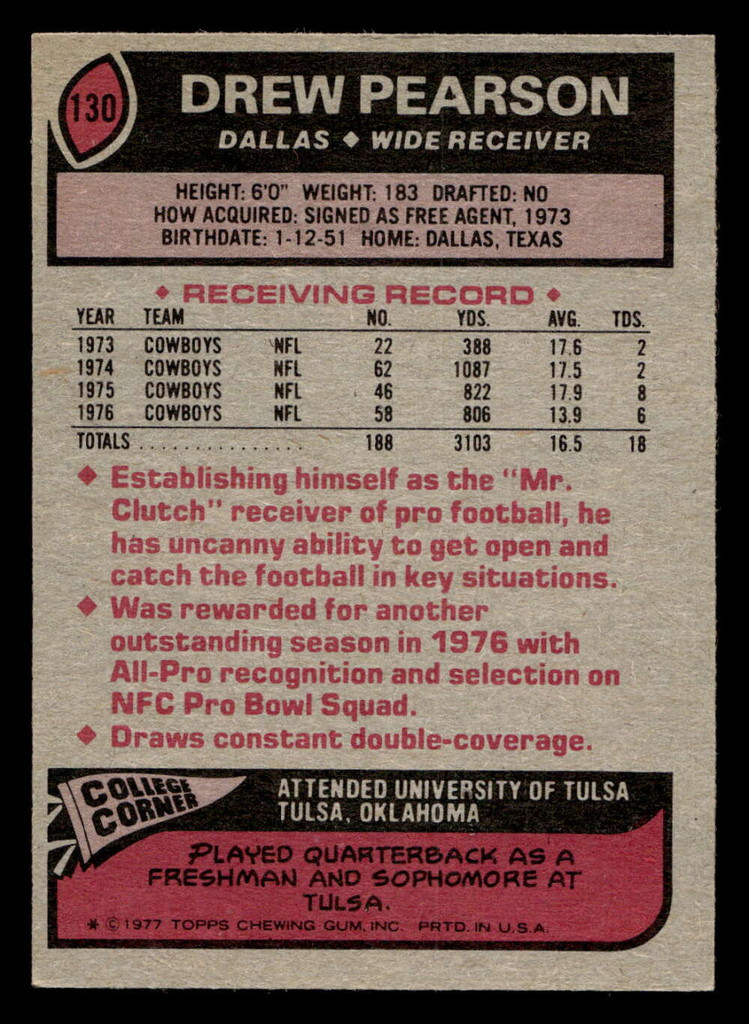 130
DREW PEARSON
DALLAS ◆ WIDE RECEIVER
HEIGHT: 6'0" WEIGHT: 183 DRAFTED: NO
HOW ACQUIRED: SIGNED AS FREE AGENT, 1973
BIRTHDATE: 1-12-51 HOME: DALLAS, TEXAS
◆ RECEIVING RECORD ◆
YEAR TEAM NO. YDS. AVG. TDS.
1973 COWBOYS NFL 22 388 17.6 2
1974 COWBOYS NFL 62 1087 17.5 2
1975 COWBOYS NFL 46 822 17.9 8
1976 COWBOYS NFL 58 806 13.9 6
TOTALS . . . . . . . . . . . . . . . . 188 3103 16.5 18
◆ Establishing himself as the "Mr.
Clutch" receiver of pro football, he
has uncanny ability to get open and
catch the football in key situations.
◆ Was rewarded for another
outstanding season in 1976 with
All-Pro recognition and selection on
NFC Pro Bowl Squad.
◆ Draws constant double-coverage.
COLLEGE
CORNER
ATTENDED UNIVERSITY OF TULSA
TULSA, OKLAHOMA
PLAYED QUARTERBACK AS A
FRESHMAN AND SOPHOMORE AT
TULSA.
* © 1977 TOPPS CHEWING GUM, INC. PRTD. IN U.S.A.